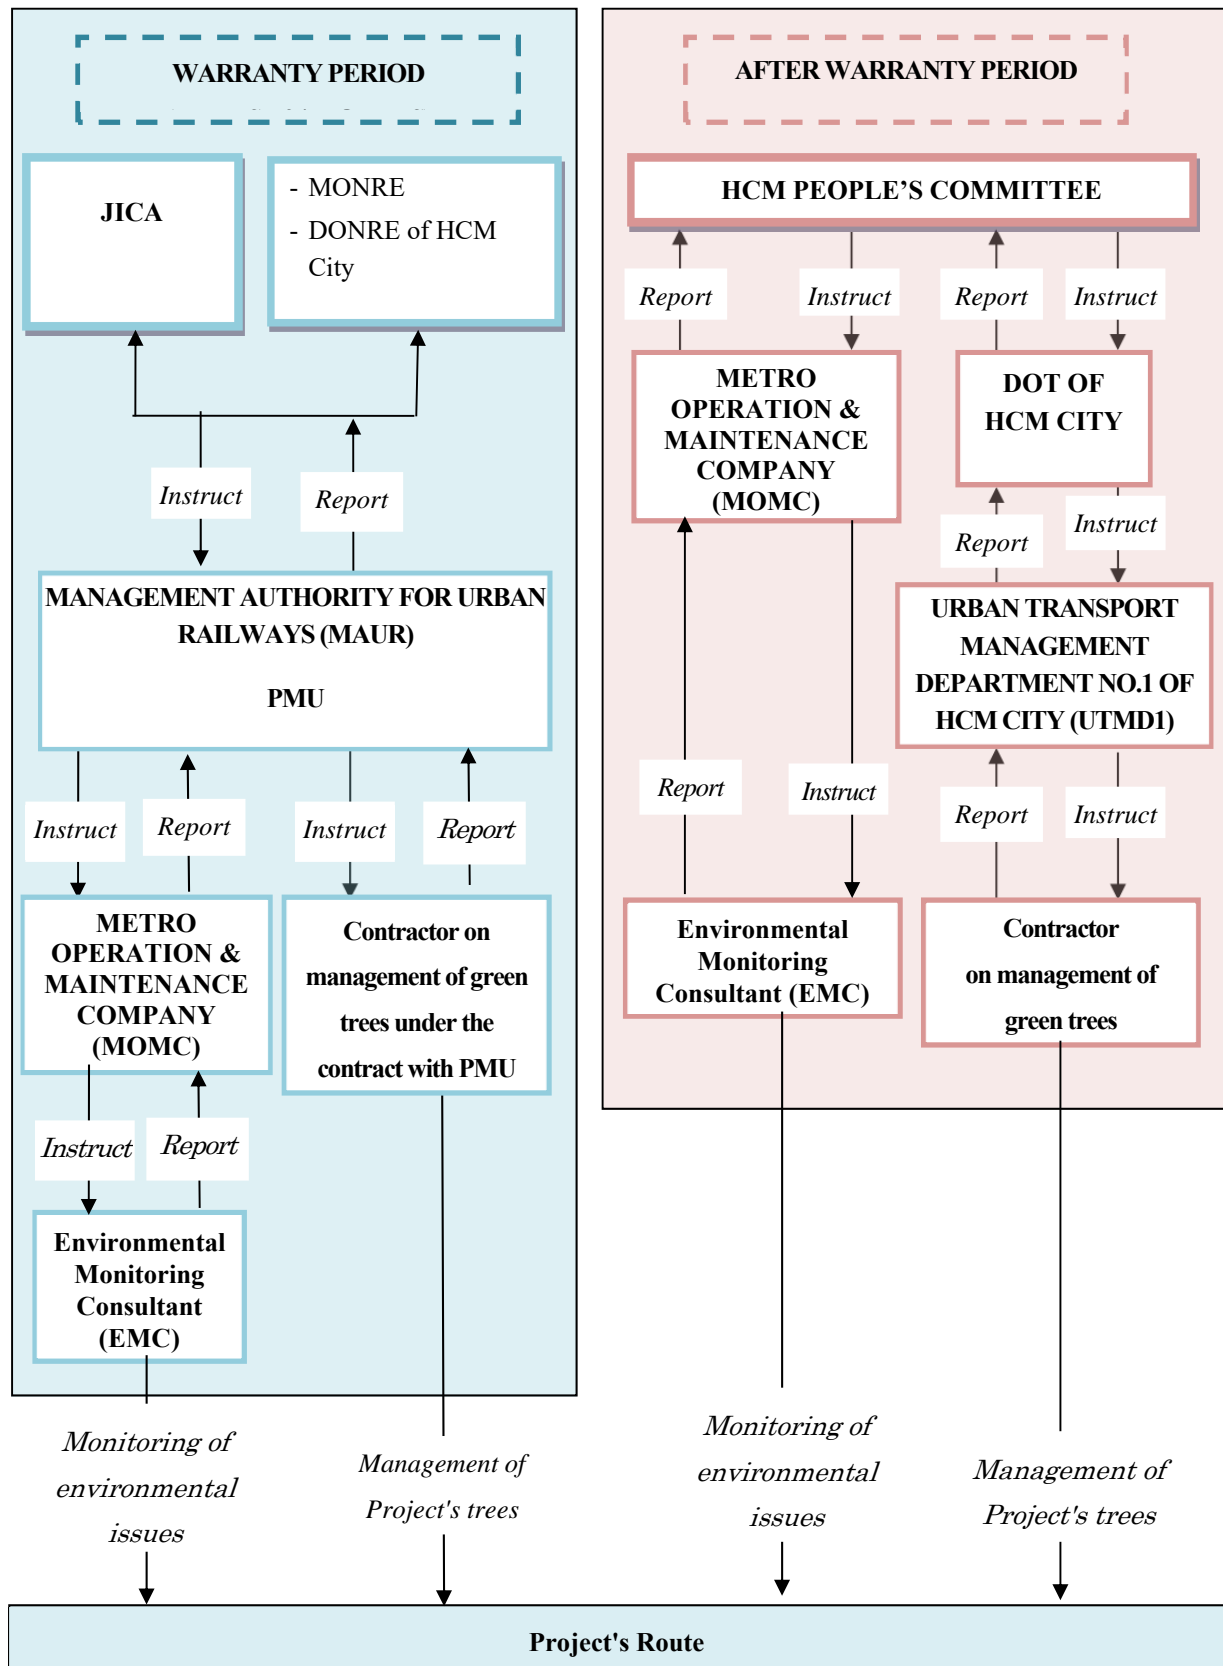 WARRANTY PERIOD
JICA
- MONRE
- DONRE of HCM
City
Instruct
Report
MANAGEMENT AUTHORITY FOR URBAN
RAILWAYS (MAUR)
PMU
Instruct
Report
Instruct
Report
METRO
OPERATION &
MAINTENANCE
COMPANY
(MOMC)
Contractor on
management of green
trees under the
contract with PMU
Instruct
Report
Environmental
Monitoring
Consultant
(EMC)
Monitoring of
environmental
issues
Management of
Project's trees
AFTER WARRANTY PERIOD
HCM PEOPLE’S COMMITTEE
Report
Instruct
Report
Instruct
METRO
OPERATION &
MAINTENANCE
COMPANY
(MOMC)
DOT OF
HCM CITY
Report
Instruct
URBAN TRANSPORT
MANAGEMENT
DEPARTMENT NO.1 OF
HCM CITY (UTMD1)
Report
Instruct
Report
Instruct
Environmental
Monitoring
Consultant (EMC)
Contractor
on management of
green trees
Monitoring of
environmental
issues
Management of
Project's trees
Project's Route